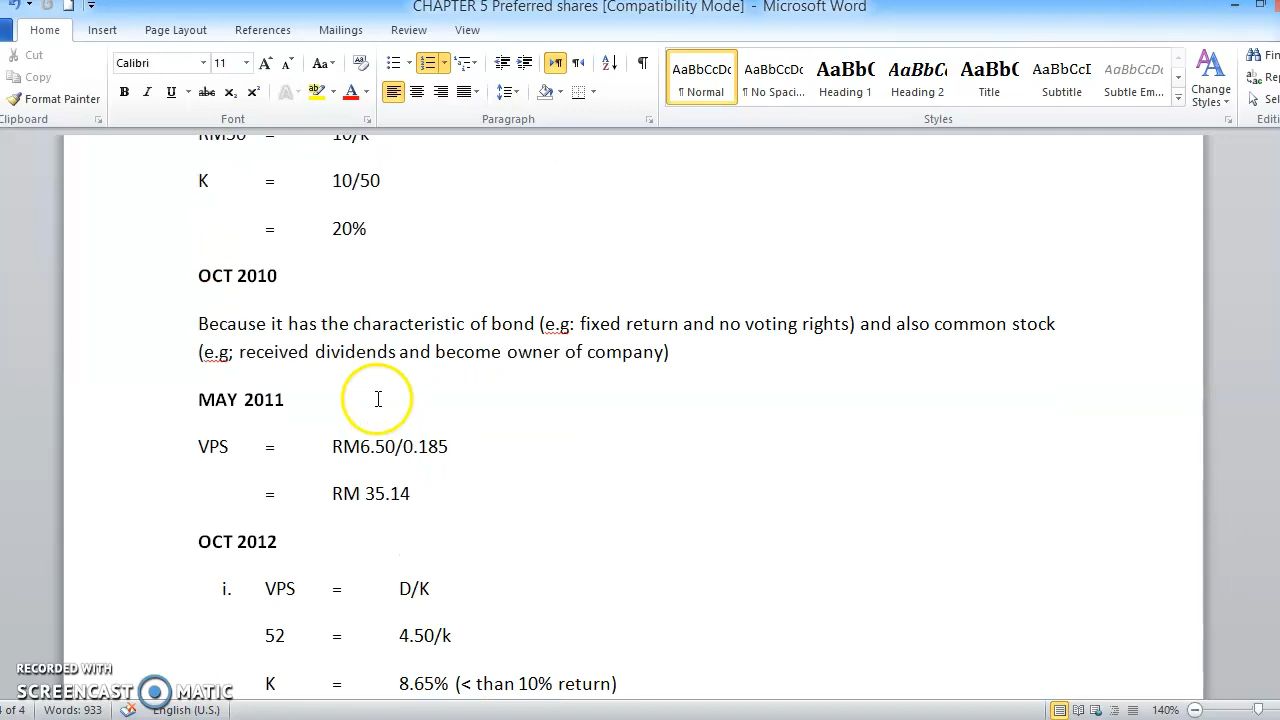 CHAPTER 5 Preferred shares [Compatibility Mode] - Microsoft Word
Home Insert Page Layout References Mailings Review View
Cut
Copy
Format Painter
Clipboard
Calibri 11
Font
Paragraph
AaBbCcDc AaBbCcDc AaBbC AaBbCc AaBbC AaBbCcI AaBbCcDc
¶ Normal ¶ No Spaci... Heading 1 Heading 2 Title Subtitle Subtle Em...
Change
Styles
Styles
= 10/k
K = 10/50
= 20%
OCT 2010
Because it has the characteristic of bond (e.g: fixed return and no voting rights) and also common stock
(e.g; received dividends and become owner of company)
MAY 2011
VPS = RM6.50/0.185
= RM 35.14
OCT 2012
i. VPS = D/K
52 = 4.50/k
K = 8.65% (< than 10% return)
RECORDED WITH
SCREENCAST MATIC
4 of 4 Words: 933 English (U.S.) 140%